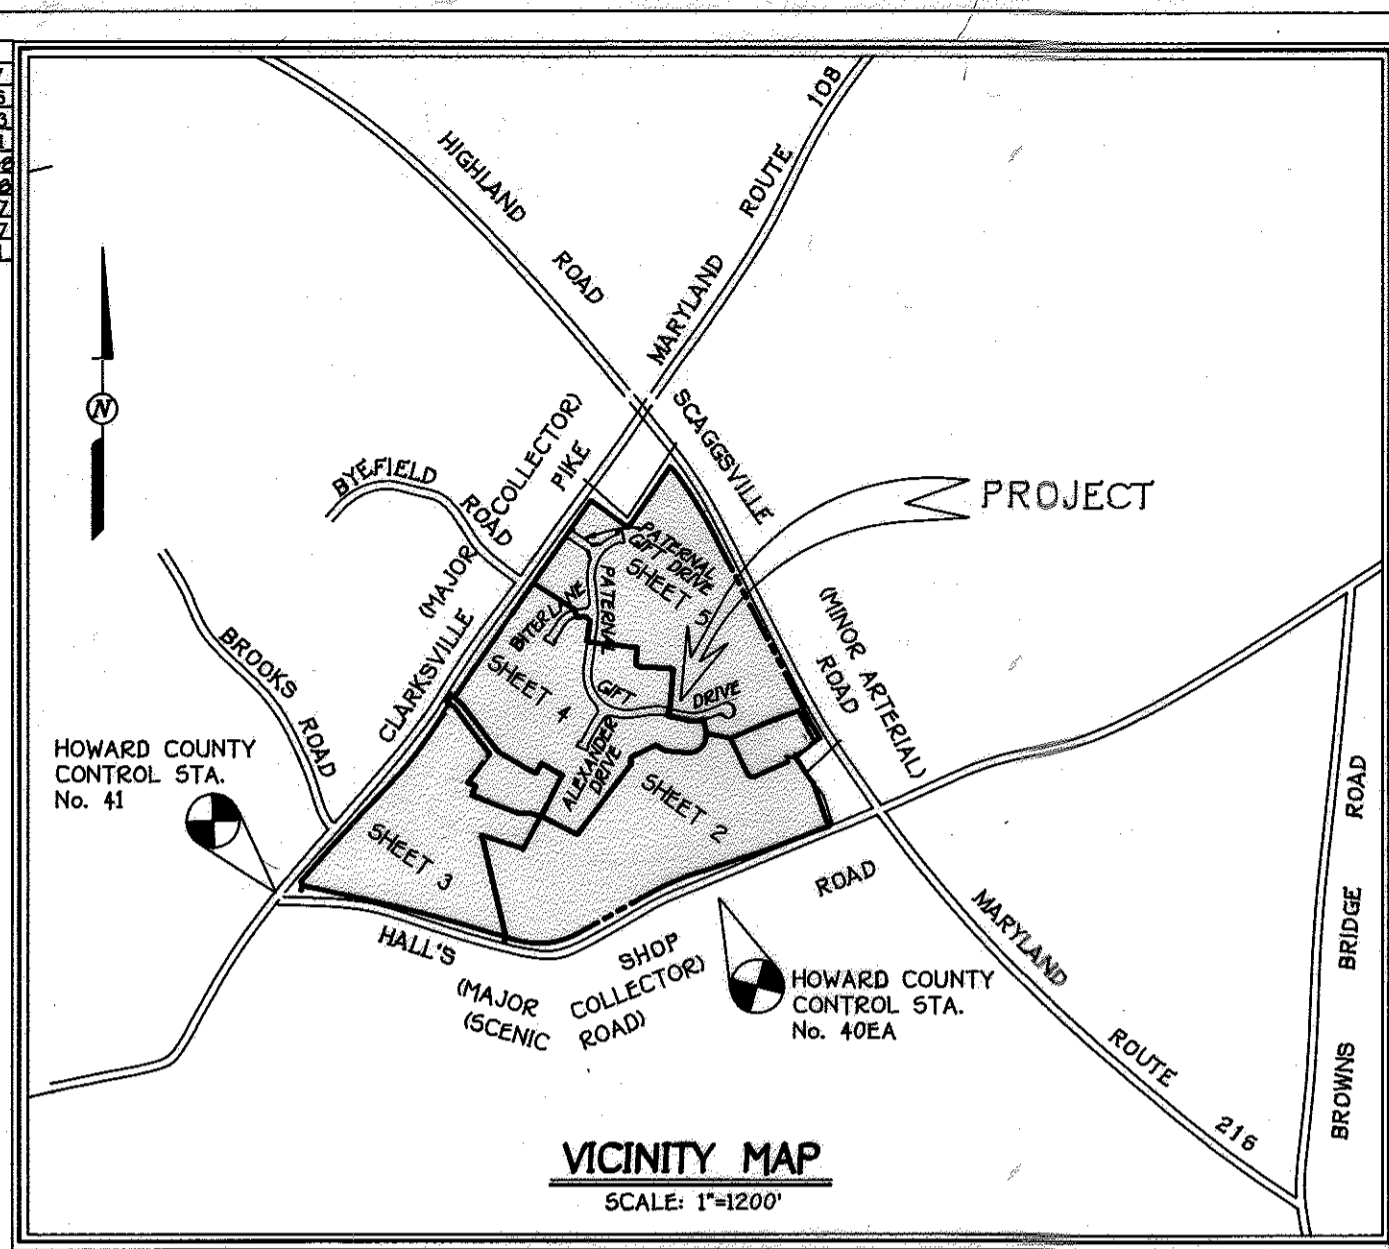 HIGHLAND ROAD
MARYLAND ROUTE 108
N
BYEFIELD ROAD
(MAJOR COLLECTOR)
CLARKSVILLE PIKE
SCAGGSVILLE ROAD
(MINOR ARTERIAL)
PROJECT
PATERNAL
GIFT DRIVE
SHEET 5
PATERNAL GIFT DRIVE
BITER LANE
SHEET 4
BROOKS ROAD
ALEXANDER
DRIVE
SHEET 2
SHEET 3
HOWARD COUNTY
CONTROL STA.
No. 41
HALL'S SHOP ROAD
(MAJOR COLLECTOR)
(SCENIC ROAD)
HOWARD COUNTY
CONTROL STA.
No. 40EA
MARYLAND ROUTE 216
BROWNS BRIDGE ROAD
VICINITY MAP
SCALE: 1"=1200'